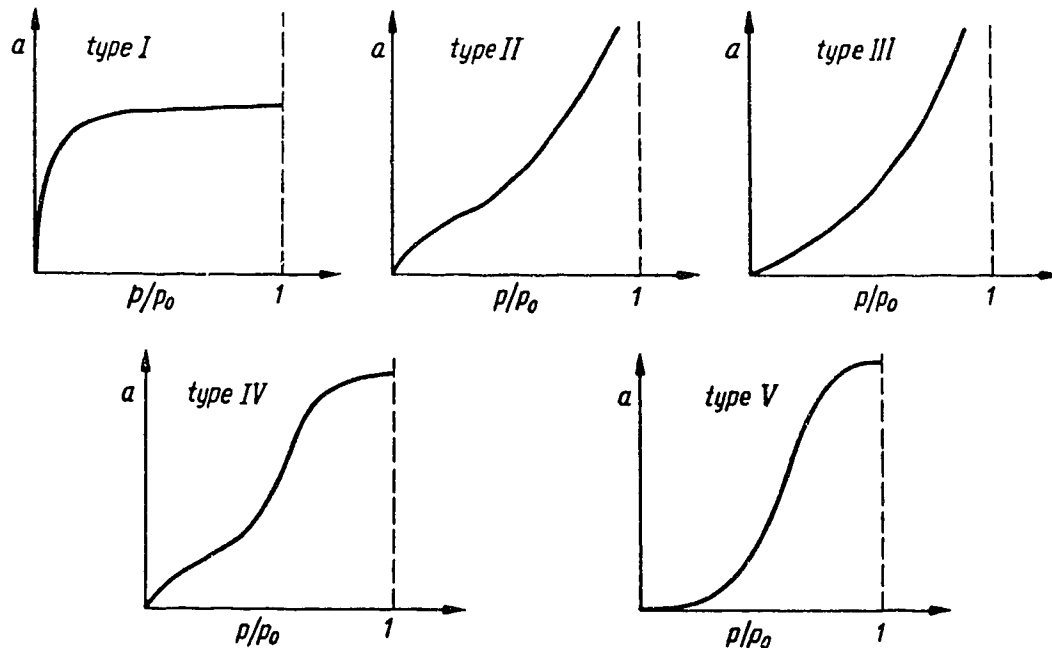 a type I
p/p₀ 1
a type II
p/p₀ 1
a type III
p/p₀ 1
a type IV
p/p₀ 1
a type V
p/p₀ 1